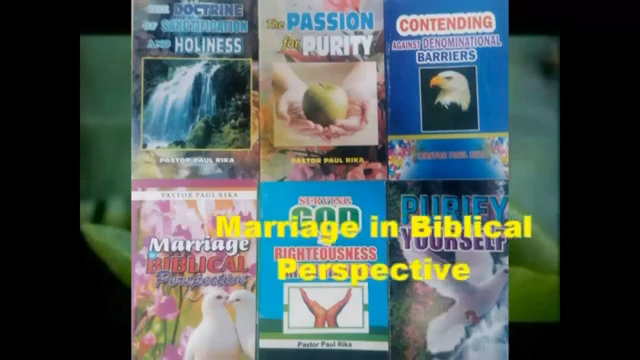 THE DOCTRINE
OF SANCTIFICATION
AND HOLINESS
PASTOR PAUL RIKA
The PASSION
for PURITY
PASTOR PAUL RIKA
CONTENDING
AGAINST DENOMINATIONAL
BARRIERS
PASTOR PAUL RIKA
PASTOR PAUL RIKA
Marriage
BIBLICAL
Perspective
SERVING
GOD
RIGHTEOUSNESS
Pastor Paul Rika
PURIFY
YOURSELF
Marriage in Biblical
Perspective